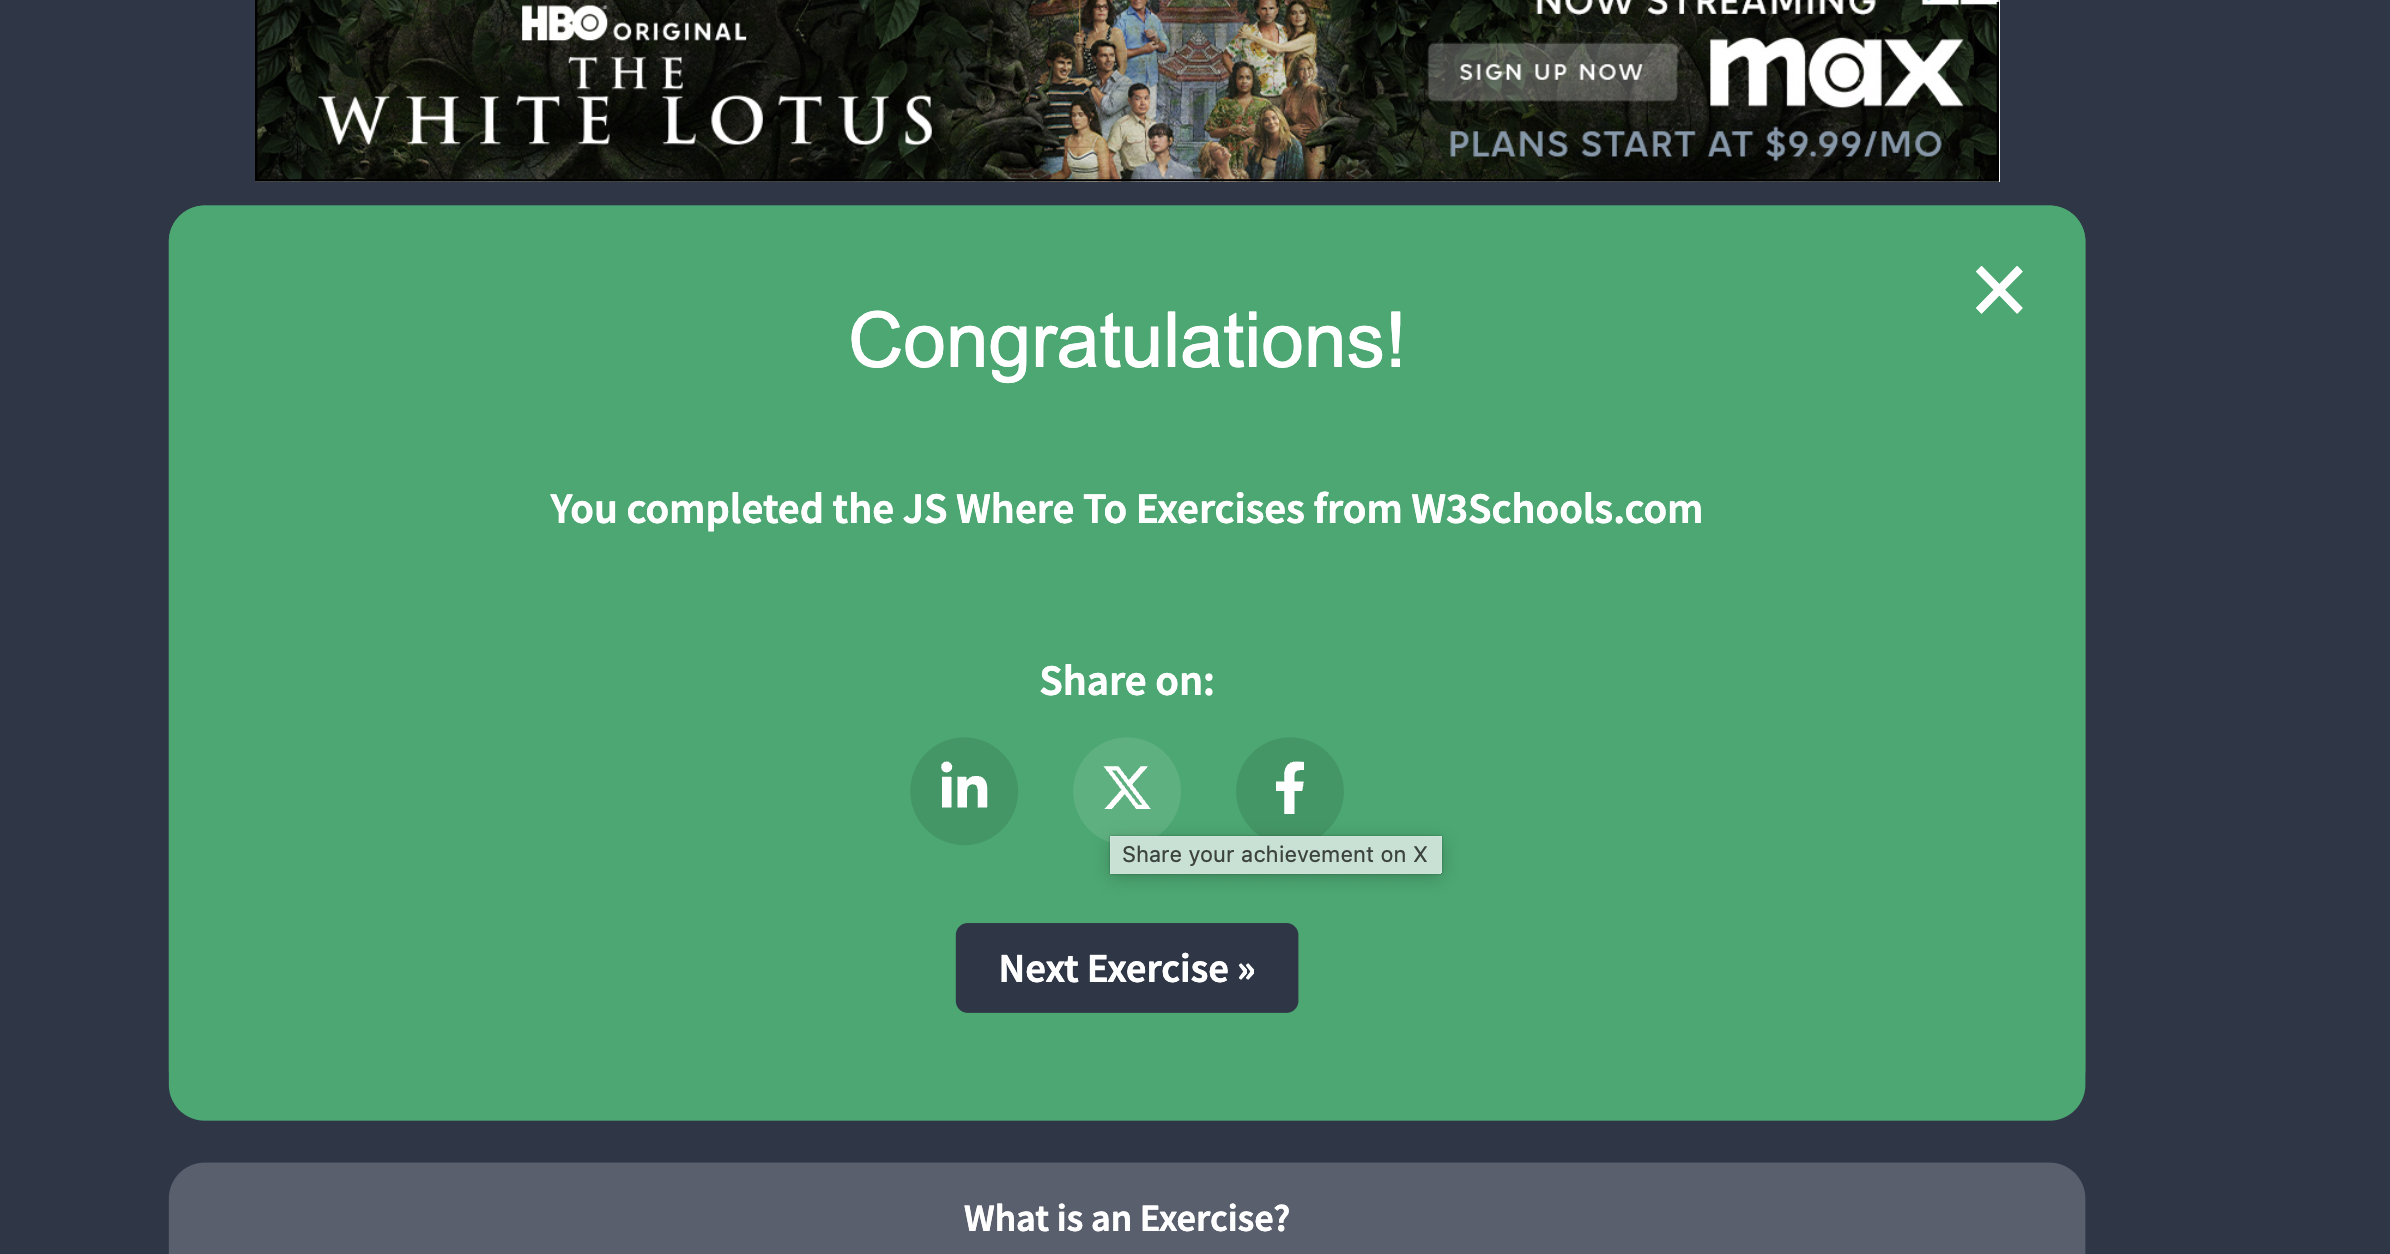 HBO ORIGINAL
THE
WHITE LOTUS
NOW STREAMING
SIGN UP NOW
max
PLANS START AT $9.99/MO
Congratulations!
You completed the JS Where To Exercises from W3Schools.com
Share on:
in
X
f
Share your achievement on X
Next Exercise »
What is an Exercise?